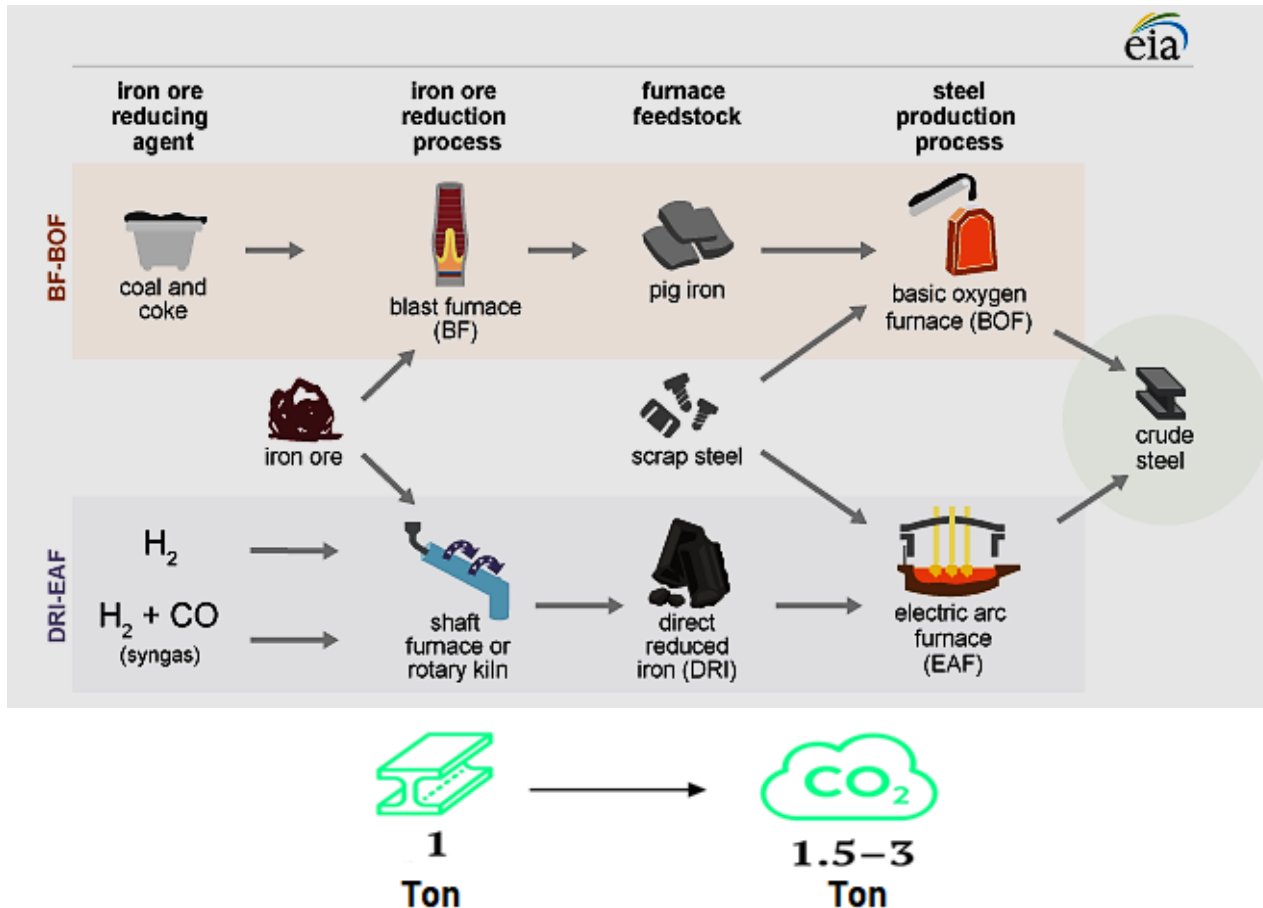 eia
iron ore
reducing
agent
iron ore
reduction
process
furnace
feedstock
steel
production
process
BF-BOF
coal and
coke
blast furnace
(BF)
pig iron
basic oxygen
furnace (BOF)
iron ore
scrap steel
crude
steel
DRI-EAF
H₂
H₂ + CO
(syngas)
shaft
furnace or
rotary kiln
direct
reduced
iron (DRI)
electric arc
furnace
(EAF)
CO₂
1
Ton
1.5–3
Ton